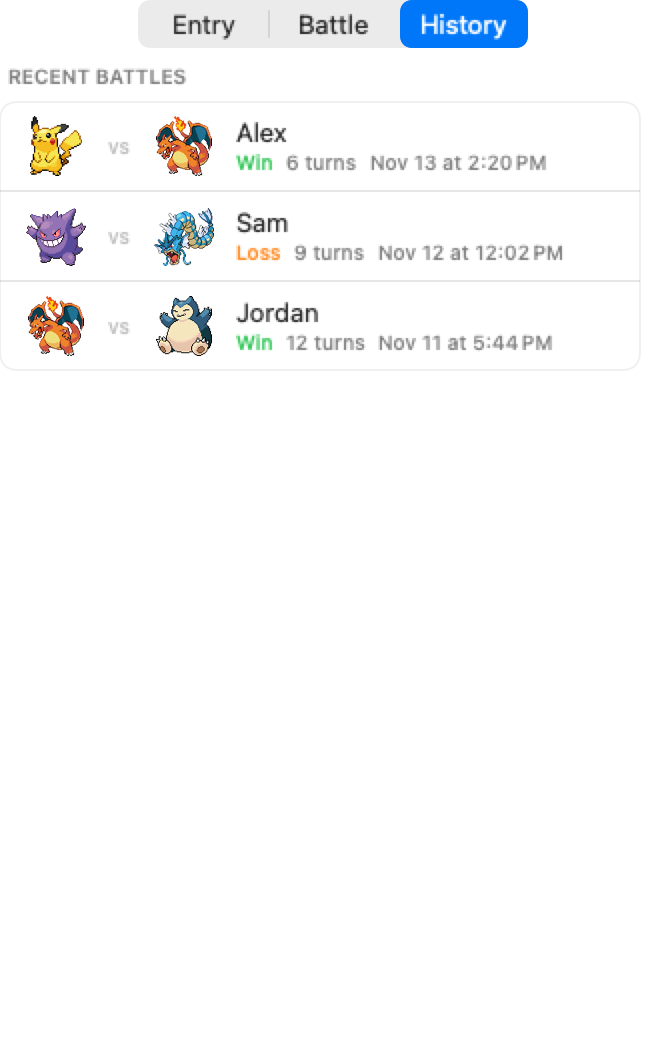 Entry Battle History
RECENT BATTLES
vs Alex
Win 6 turns Nov 13 at 2:20 PM
vs Sam
Loss 9 turns Nov 12 at 12:02 PM
vs Jordan
Win 12 turns Nov 11 at 5:44 PM